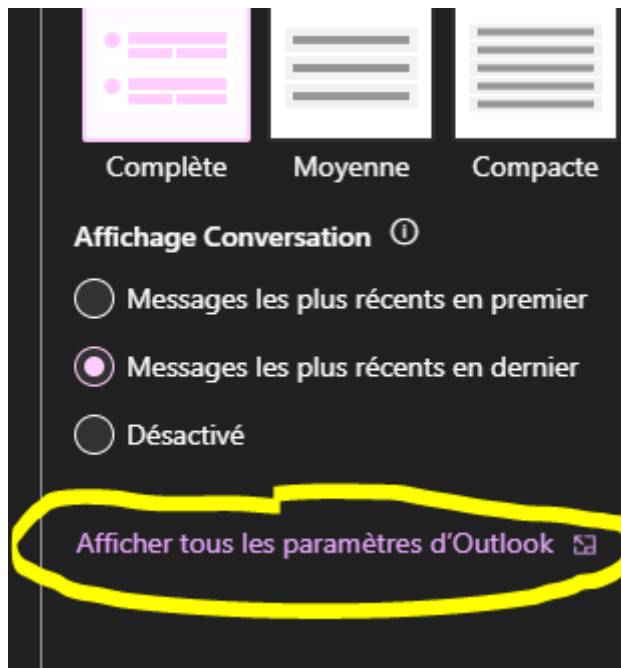 Complète Moyenne Compacte
Affichage Conversation
Messages les plus récents en premier
Messages les plus récents en dernier
Désactivé
Afficher tous les paramètres d'Outlook